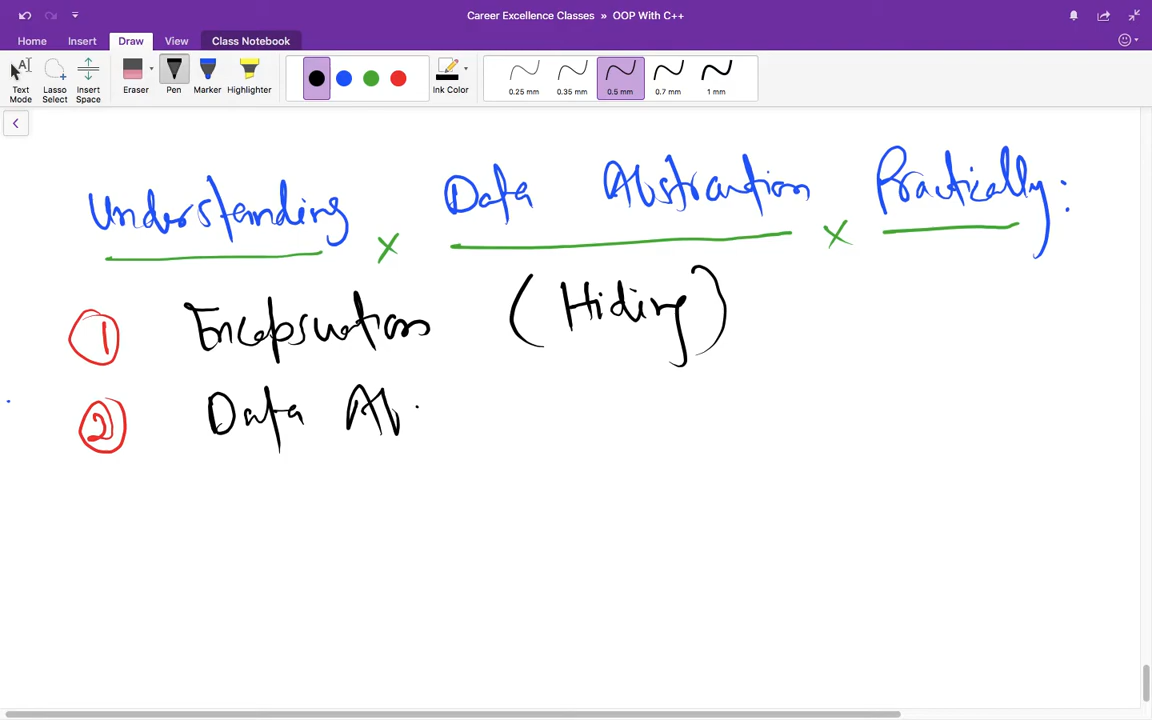 Career Excellence Classes » OOP With C++
Home Insert Draw View Class Notebook
Text Mode Lasso Select Insert Space Eraser Pen Marker Highlighter Ink Color 0.25 mm 0.35 mm 0.5 mm 0.7 mm 1 mm
Understanding x Data Abstraction x Practically:
1 Encapsulation (Hiding)
2 Data Ab